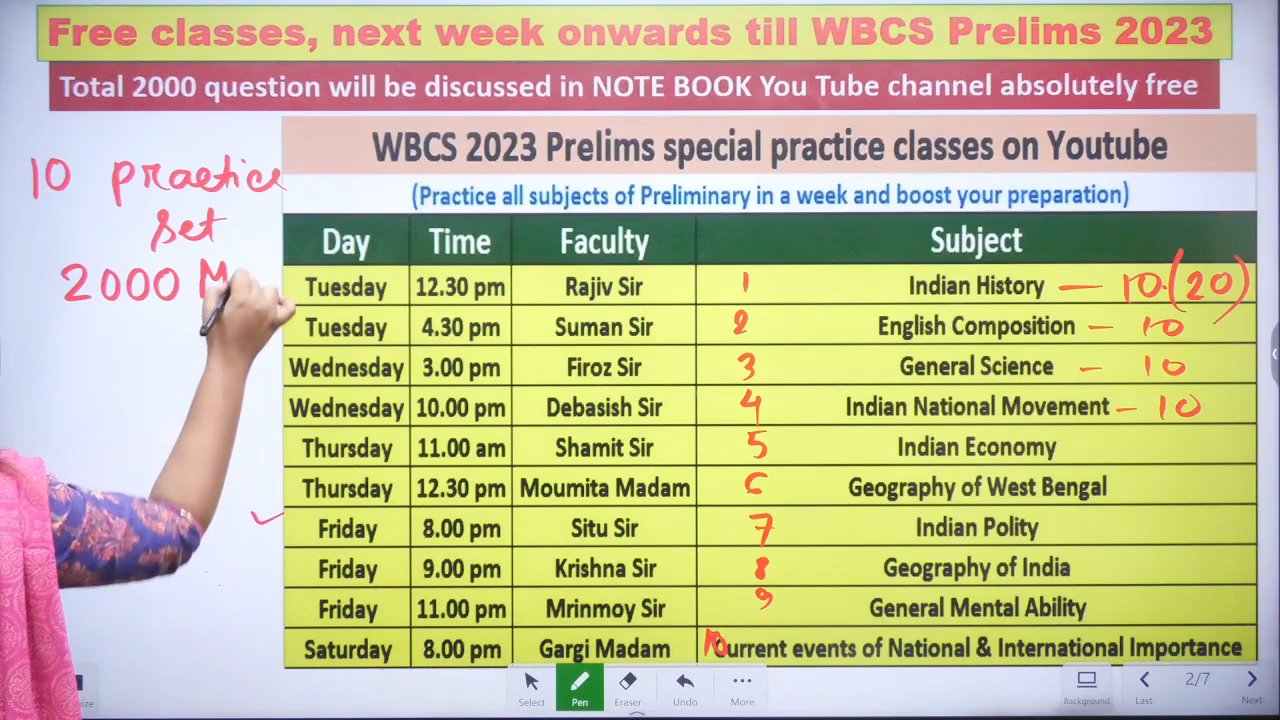 Free classes, next week onwards till WBCS Prelims 2023
Total 2000 question will be discussed in NOTE BOOK You Tube channel absolutely free
WBCS 2023 Prelims special practice classes on Youtube
(Practice all subjects of Preliminary in a week and boost your preparation)
10 practice
set
2000 M
Day Time Faculty Subject
Tuesday 12.30 pm Rajiv Sir 1 Indian History — 10 (20)
Tuesday 4.30 pm Suman Sir 2 English Composition — 10
Wednesday 3.00 pm Firoz Sir 3 General Science — 10
Wednesday 10.00 pm Debasish Sir 4 Indian National Movement — 10
Thursday 11.00 am Shamit Sir 5 Indian Economy
Thursday 12.30 pm Moumita Madam 6 Geography of West Bengal
Friday 8.00 pm Situ Sir 7 Indian Polity
Friday 9.00 pm Krishna Sir 8 Geography of India
Friday 11.00 pm Mrinmoy Sir 9 General Mental Ability
Saturday 8.00 pm Gargi Madam 10 Current events of National & International Importance
Select Pen Eraser Undo More Background Last 2/7 Next